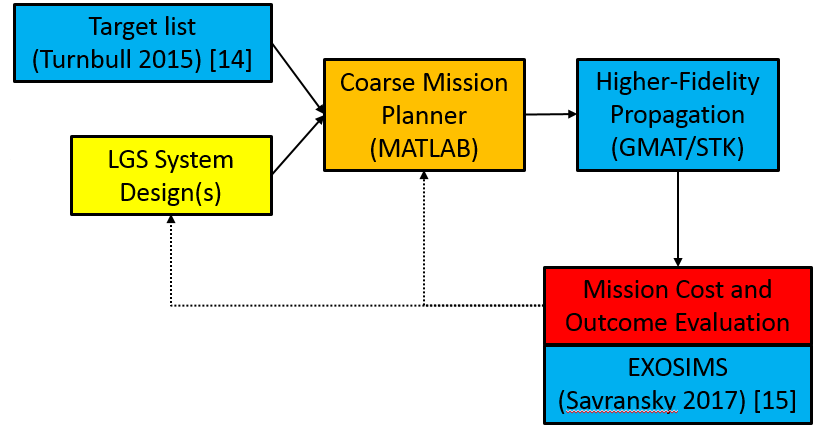 Target list
(Turnbull 2015) [14]
LGS System
Design(s)
Coarse Mission
Planner
(MATLAB)
Higher-Fidelity
Propagation
(GMAT/STK)
Mission Cost and
Outcome Evaluation
EXOSIMS
(Savransky 2017) [15]